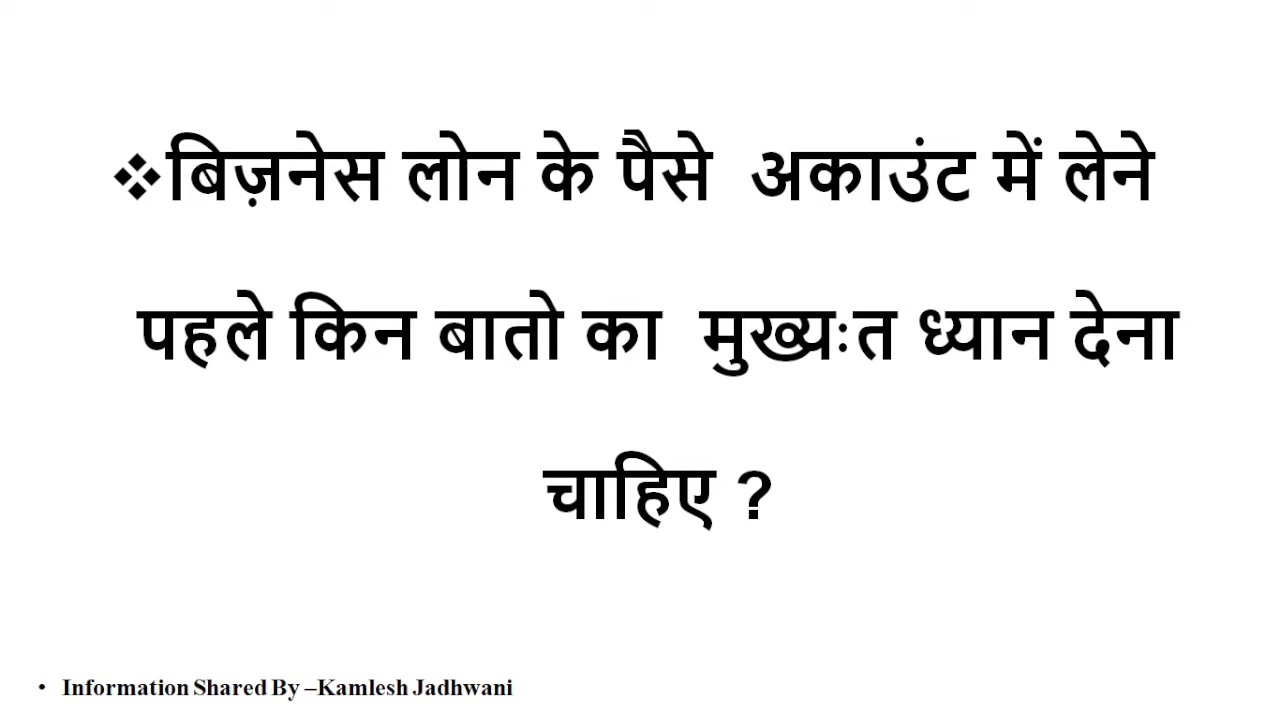 ❖बिज़नेस लोन के पैसे अकाउंट में लेने
पहले किन बातो का मुख्यःत ध्यान देना
चाहिए ?
• Information Shared By –Kamlesh Jadhwani